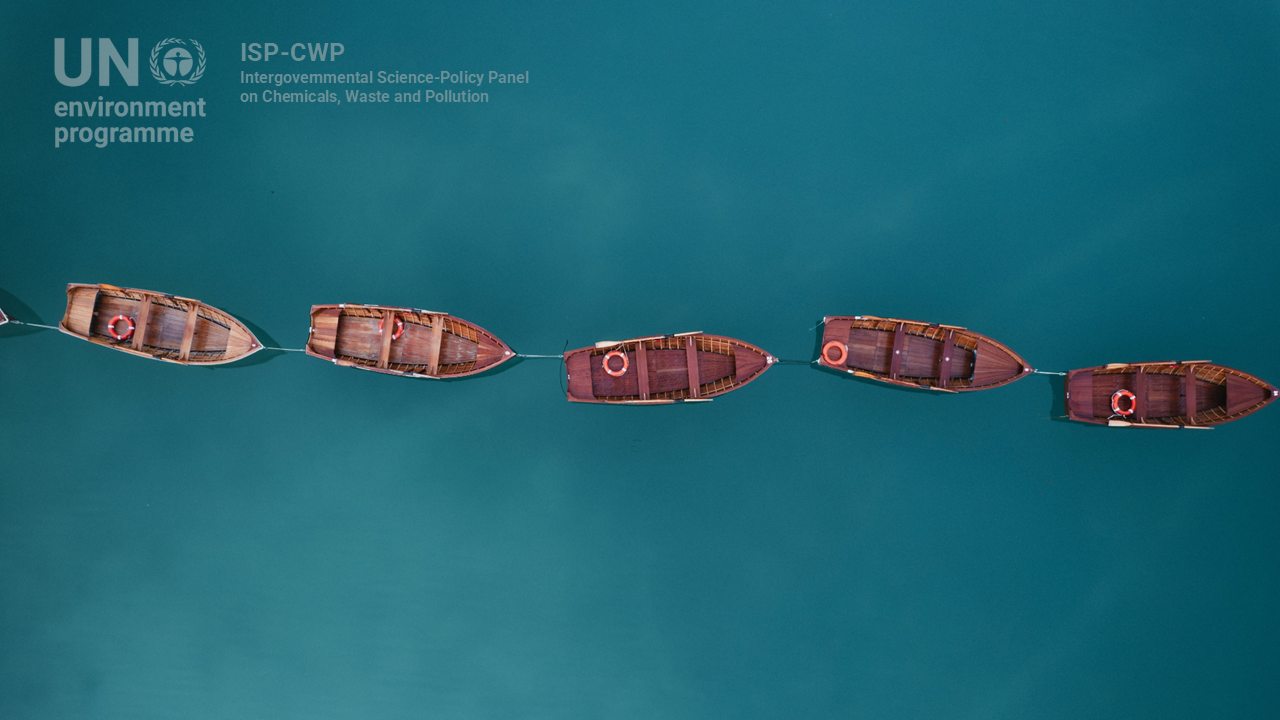 UN
environment
programme
ISP-CWP
Intergovernmental Science-Policy Panel
on Chemicals, Waste and Pollution